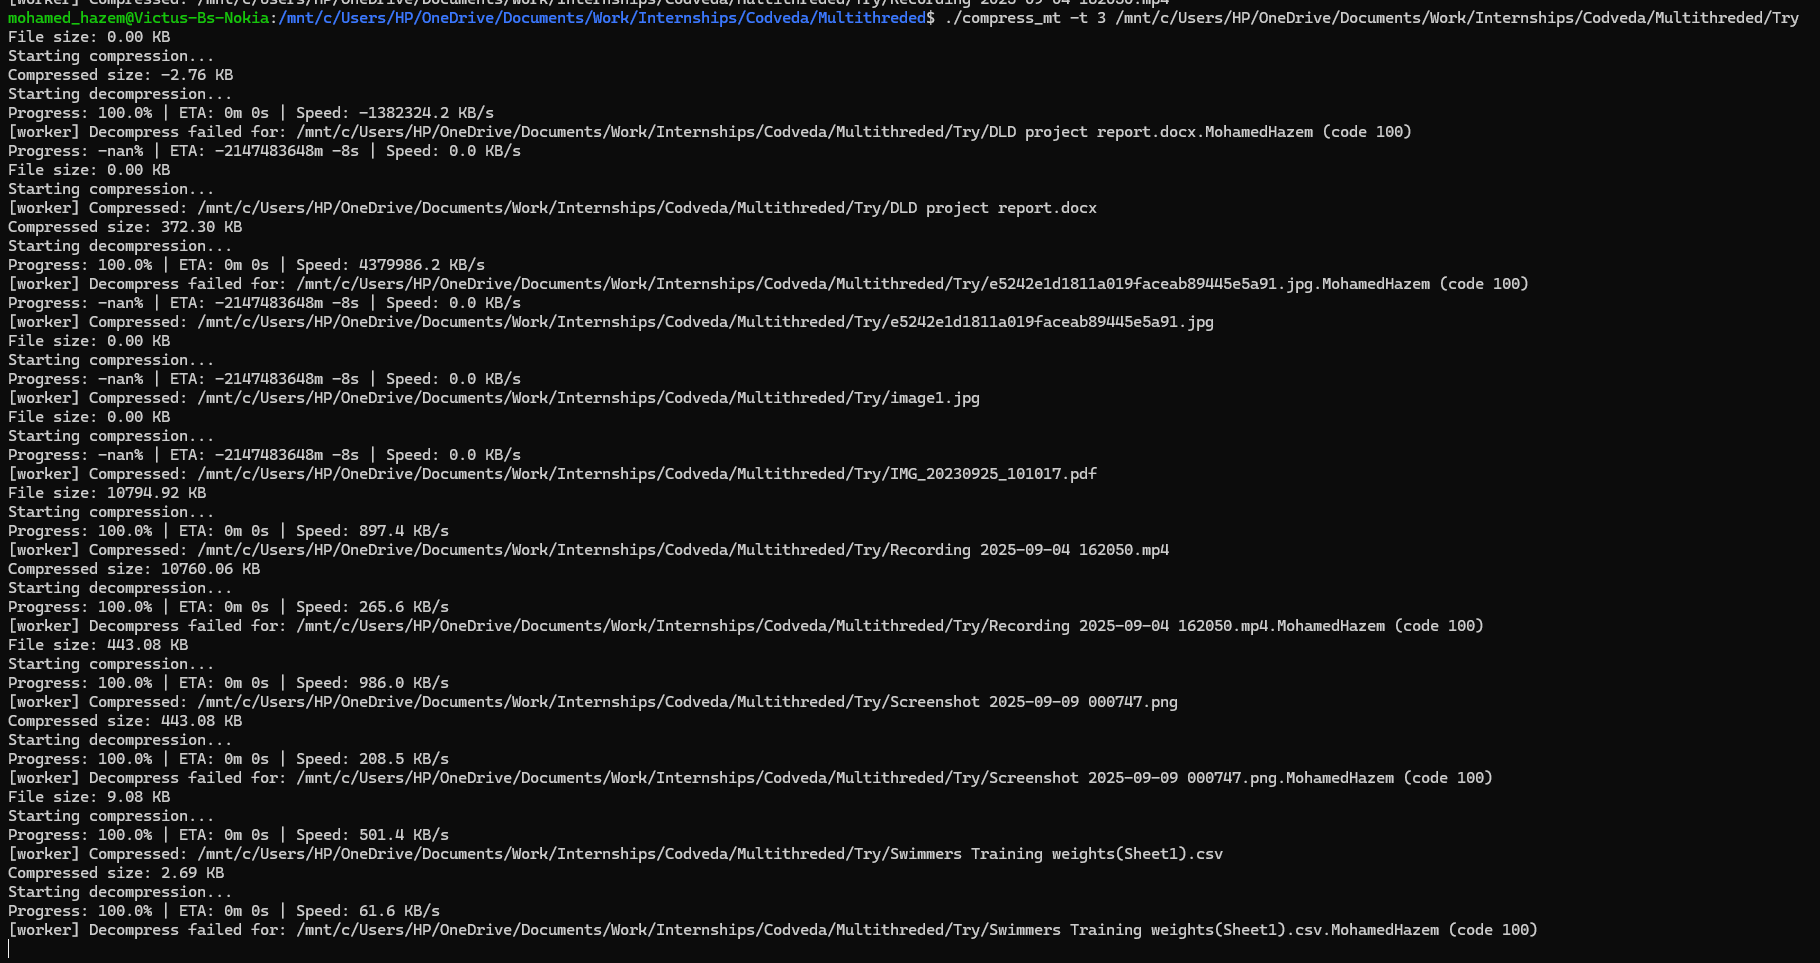 [worker] Compressed: /mnt/c/Users/HP/OneDrive/Documents/Work/Internships/Codveda/Multithreded/Try/Recording 2025-09-04 162050.mp4
mohamed_hazem@Victus-Bs-Nokia:/mnt/c/Users/HP/OneDrive/Documents/Work/Internships/Codveda/Multithreded$ ./compress_mt -t 3 /mnt/c/Users/HP/OneDrive/Documents/Work/Internships/Codveda/Multithreded/Try
File size: 0.00 KB
Starting compression...
Compressed size: -2.76 KB
Starting decompression...
Progress: 100.0% | ETA: 0m 0s | Speed: -1382324.2 KB/s
[worker] Decompress failed for: /mnt/c/Users/HP/OneDrive/Documents/Work/Internships/Codveda/Multithreded/Try/DLD project report.docx.MohamedHazem (code 100)
Progress: -nan% | ETA: -2147483648m -8s | Speed: 0.0 KB/s
File size: 0.00 KB
Starting compression...
[worker] Compressed: /mnt/c/Users/HP/OneDrive/Documents/Work/Internships/Codveda/Multithreded/Try/DLD project report.docx
Compressed size: 372.30 KB
Starting decompression...
Progress: 100.0% | ETA: 0m 0s | Speed: 4379986.2 KB/s
[worker] Decompress failed for: /mnt/c/Users/HP/OneDrive/Documents/Work/Internships/Codveda/Multithreded/Try/e5242e1d1811a019faceab89445e5a91.jpg.MohamedHazem (code 100)
Progress: -nan% | ETA: -2147483648m -8s | Speed: 0.0 KB/s
[worker] Compressed: /mnt/c/Users/HP/OneDrive/Documents/Work/Internships/Codveda/Multithreded/Try/e5242e1d1811a019faceab89445e5a91.jpg
File size: 0.00 KB
Starting compression...
Progress: -nan% | ETA: -2147483648m -8s | Speed: 0.0 KB/s
[worker] Compressed: /mnt/c/Users/HP/OneDrive/Documents/Work/Internships/Codveda/Multithreded/Try/image1.jpg
File size: 0.00 KB
Starting compression...
Progress: -nan% | ETA: -2147483648m -8s | Speed: 0.0 KB/s
[worker] Compressed: /mnt/c/Users/HP/OneDrive/Documents/Work/Internships/Codveda/Multithreded/Try/IMG_20230925_101017.pdf
File size: 10794.92 KB
Starting compression...
Progress: 100.0% | ETA: 0m 0s | Speed: 897.4 KB/s
[worker] Compressed: /mnt/c/Users/HP/OneDrive/Documents/Work/Internships/Codveda/Multithreded/Try/Recording 2025-09-04 162050.mp4
Compressed size: 10760.06 KB
Starting decompression...
Progress: 100.0% | ETA: 0m 0s | Speed: 265.6 KB/s
[worker] Decompress failed for: /mnt/c/Users/HP/OneDrive/Documents/Work/Internships/Codveda/Multithreded/Try/Recording 2025-09-04 162050.mp4.MohamedHazem (code 100)
File size: 443.08 KB
Starting compression...
Progress: 100.0% | ETA: 0m 0s | Speed: 986.0 KB/s
[worker] Compressed: /mnt/c/Users/HP/OneDrive/Documents/Work/Internships/Codveda/Multithreded/Try/Screenshot 2025-09-09 000747.png
Compressed size: 443.08 KB
Starting decompression...
Progress: 100.0% | ETA: 0m 0s | Speed: 208.5 KB/s
[worker] Decompress failed for: /mnt/c/Users/HP/OneDrive/Documents/Work/Internships/Codveda/Multithreded/Try/Screenshot 2025-09-09 000747.png.MohamedHazem (code 100)
File size: 9.08 KB
Starting compression...
Progress: 100.0% | ETA: 0m 0s | Speed: 501.4 KB/s
[worker] Compressed: /mnt/c/Users/HP/OneDrive/Documents/Work/Internships/Codveda/Multithreded/Try/Swimmers Training weights(Sheet1).csv
Compressed size: 2.69 KB
Starting decompression...
Progress: 100.0% | ETA: 0m 0s | Speed: 61.6 KB/s
[worker] Decompress failed for: /mnt/c/Users/HP/OneDrive/Documents/Work/Internships/Codveda/Multithreded/Try/Swimmers Training weights(Sheet1).csv.MohamedHazem (code 100)